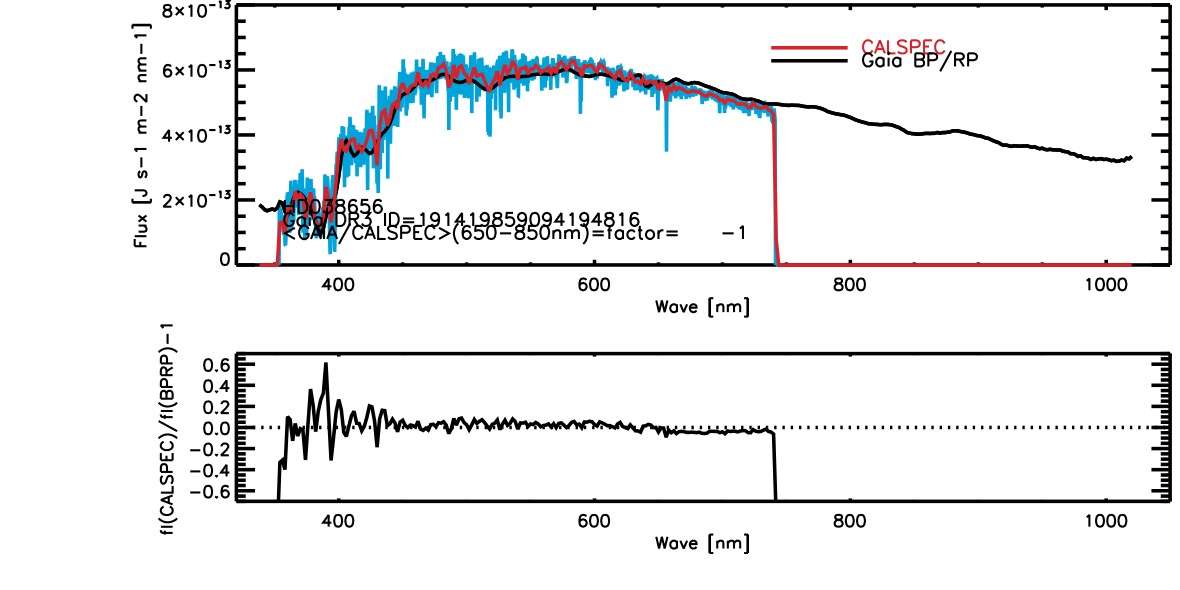 8×10⁻¹³
6×10⁻¹³
4×10⁻¹³
2×10⁻¹³
0
Flux [J s−1 m−2 nm−1]
CALSPEC
Gaia BP/RP
HD038656
Gaia DR3 ID=191419859094194816
<GAIA/CALSPEC>(650−850nm)=factor= −1
400 600 800 1000
Wave [nm]
fl(CALSPEC)/fl(BPRP)−1
0.6
0.4
0.2
0.0
−0.2
−0.4
−0.6
400 600 800 1000
Wave [nm]